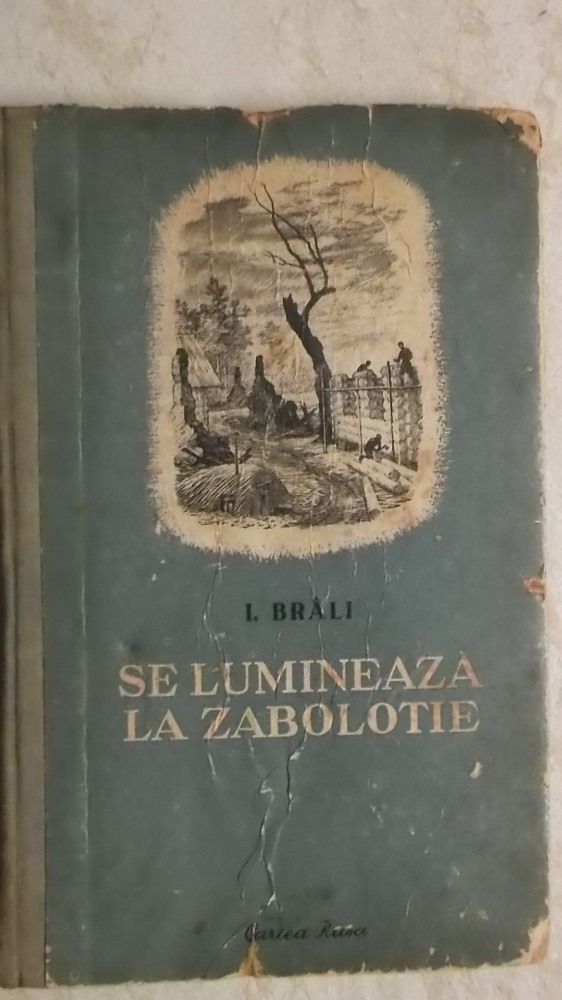 I. BRÂLI
SE LUMINEAZĂ
LA ZABOLOTIE
Cartea Rusă